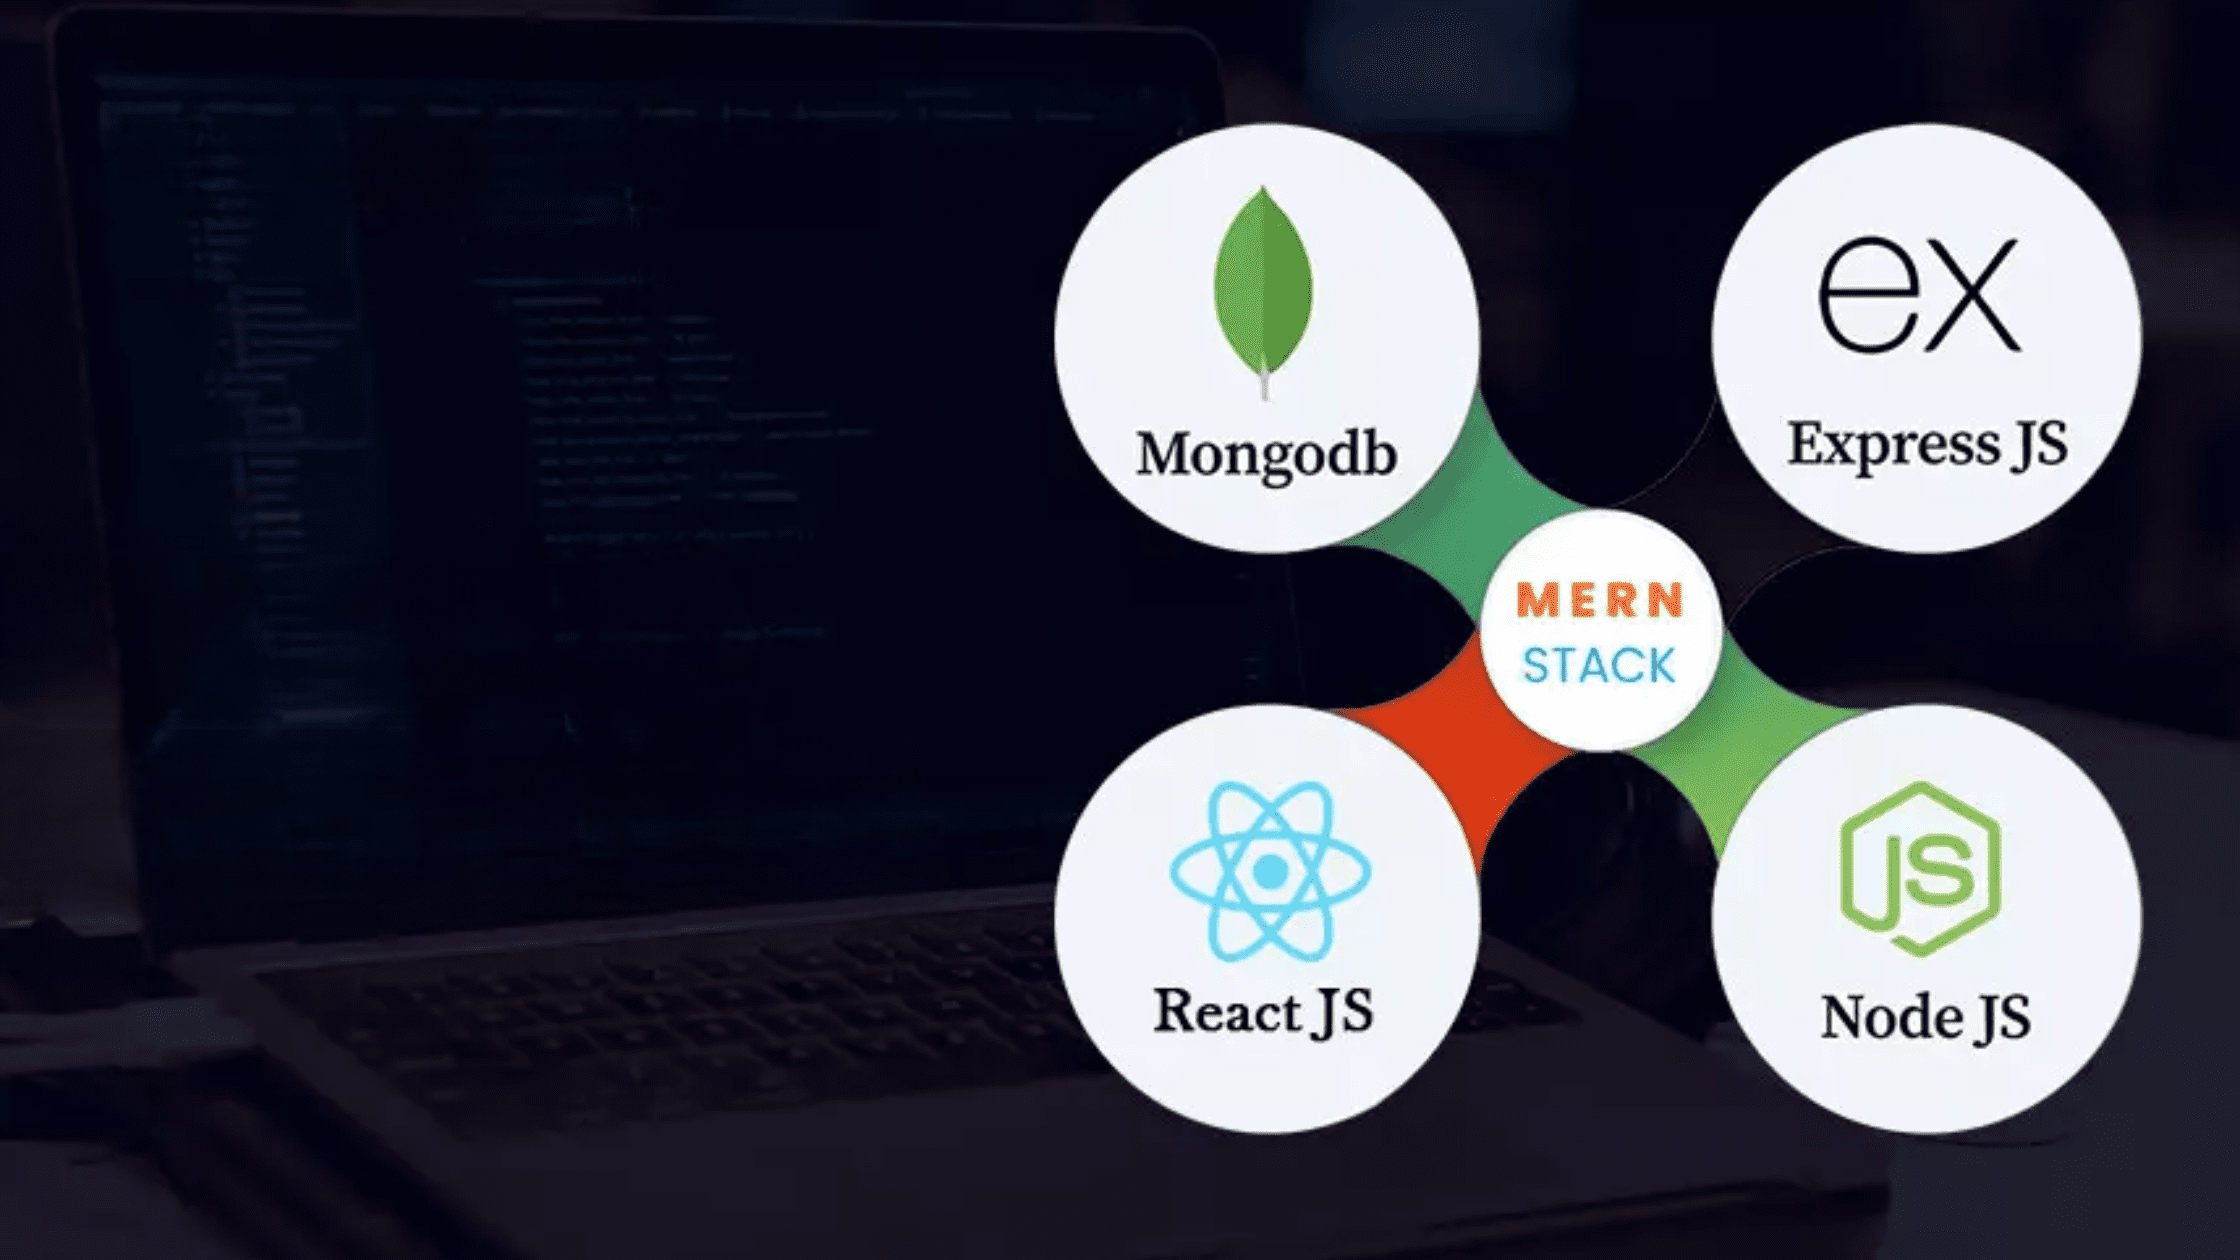 Mongodb
ex
Express JS
MERN
STACK
React JS
JS
Node JS